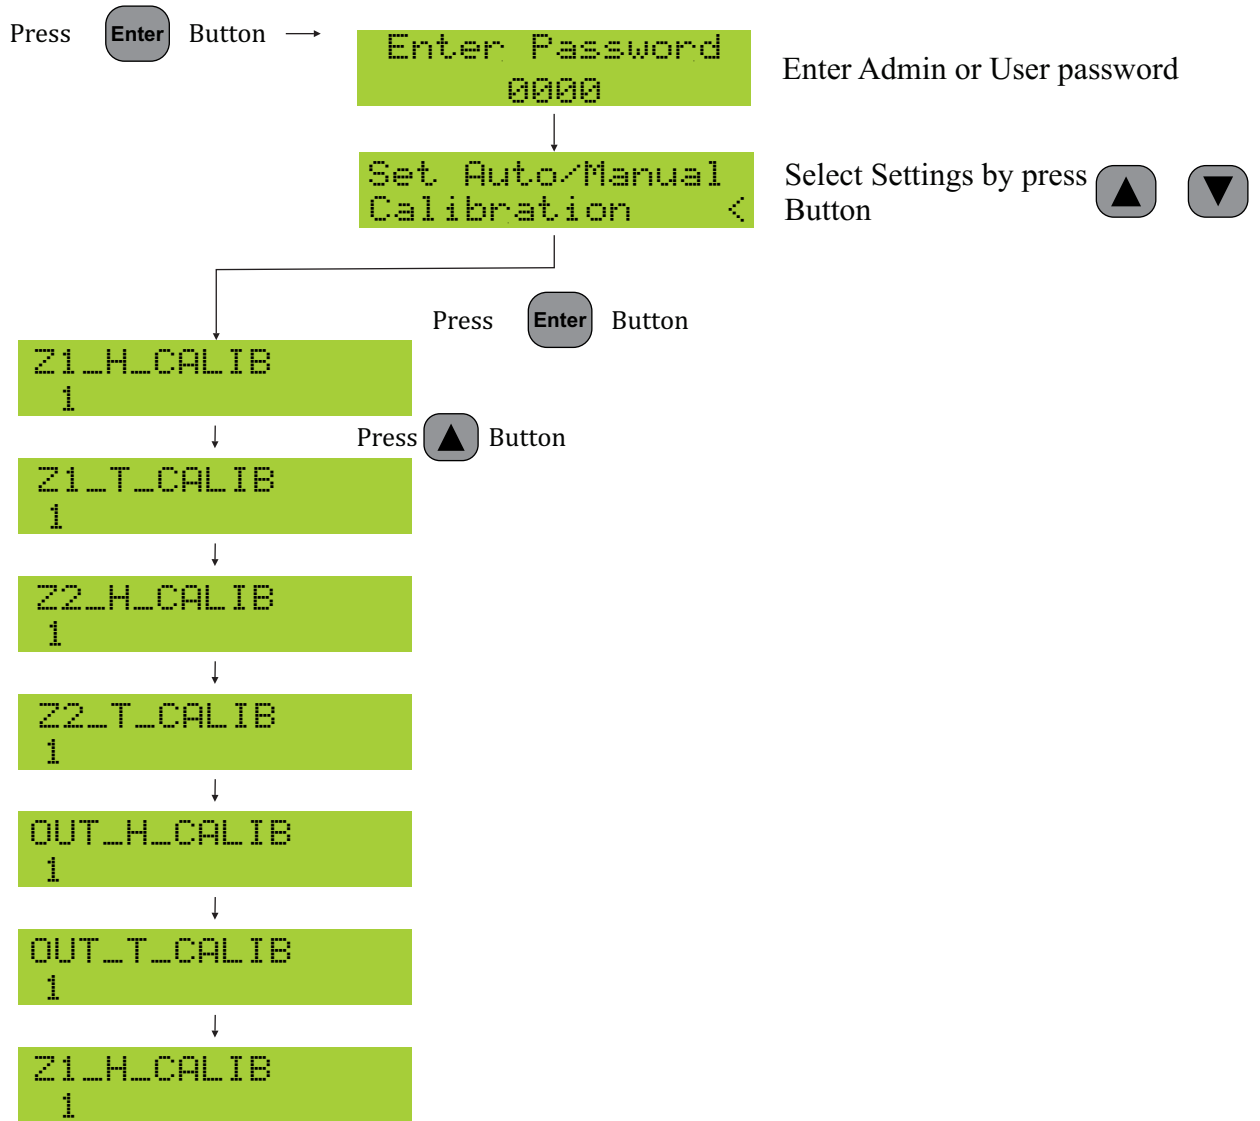 Press Enter Button
Enter Password
0000
Enter Admin or User password
Set Auto/Manual
Calibration <
Select Settings by press
Button
Press Enter Button
Z1_H_CALIB
1
Press Button
Z1_T_CALIB
1
Z2_H_CALIB
1
Z2_T_CALIB
1
OUT_H_CALIB
1
OUT_T_CALIB
1
Z1_H_CALIB
1